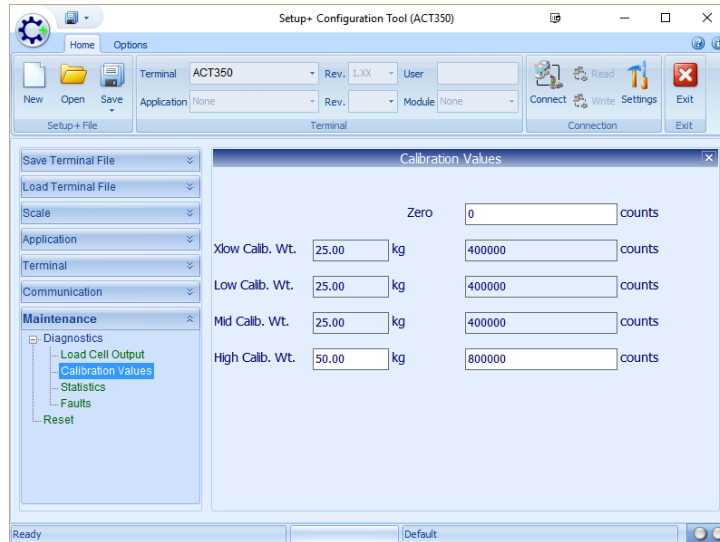 Setup+ Configuration Tool (ACT350)
Home Options
New Open Save
Setup+File
Terminal ACT350 Rev. 1.XX User
Application None Rev. Module None
Terminal
Connect Read Write Settings
Connection
Exit
Exit
Save Terminal File
Load Terminal File
Scale
Application
Terminal
Communication
Maintenance
Diagnostics
Load Cell Output
Calibration Values
Statistics
Faults
Reset
Calibration Values
Zero 0 counts
Xlow Calib. Wt. 25.00 kg 400000 counts
Low Calib. Wt. 25.00 kg 400000 counts
Mid Calib. Wt. 25.00 kg 400000 counts
High Calib. Wt. 50.00 kg 800000 counts
Ready Default